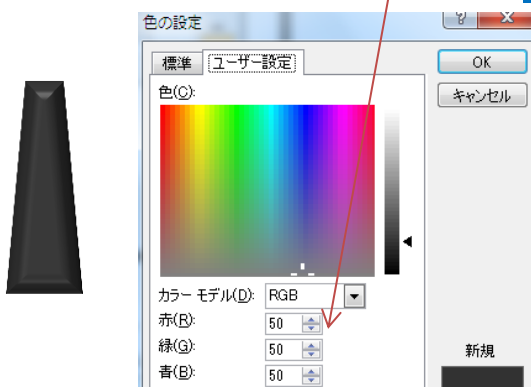 色の設定
標準 ユーザー設定
OK
キャンセル
色(C):
カラー モデル(D): RGB
赤(R): 50
緑(G): 50
青(B): 50
新規